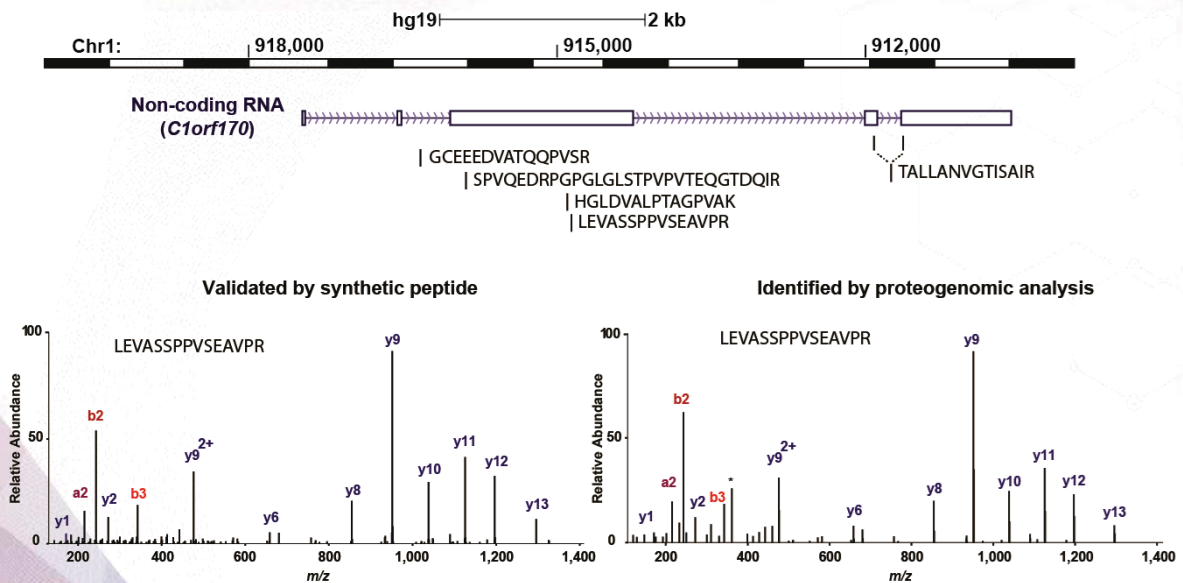 hg19 2 kb
Chr1: 918,000 915,000 912,000
Non-coding RNA
(C1orf170)
GCEEEDVATQQPVSR
TALLANVGTISAIR
SPVQEDRPGPGLGLSTPVPVTEQGTDQIR
HGLDVALPTAGPVAK
LEVASSPPVSEAVPR
Validated by synthetic peptide
LEVASSPPVSEAVPR
Relative Abundance
100
50
0
y1
a2
b2
y2
b3
y9 2+
y6
y8
y9
y10
y11
y12
y13
200 400 600 800 1,000 1,200 1,400
m/z
Identified by proteogenomic analysis
LEVASSPPVSEAVPR
Relative Abundance
100
50
0
y1
a2
b2
y2
b3
*
y9 2+
y6
y8
y9
y10
y11
y12
y13
200 400 600 800 1,000 1,200 1,400
m/z